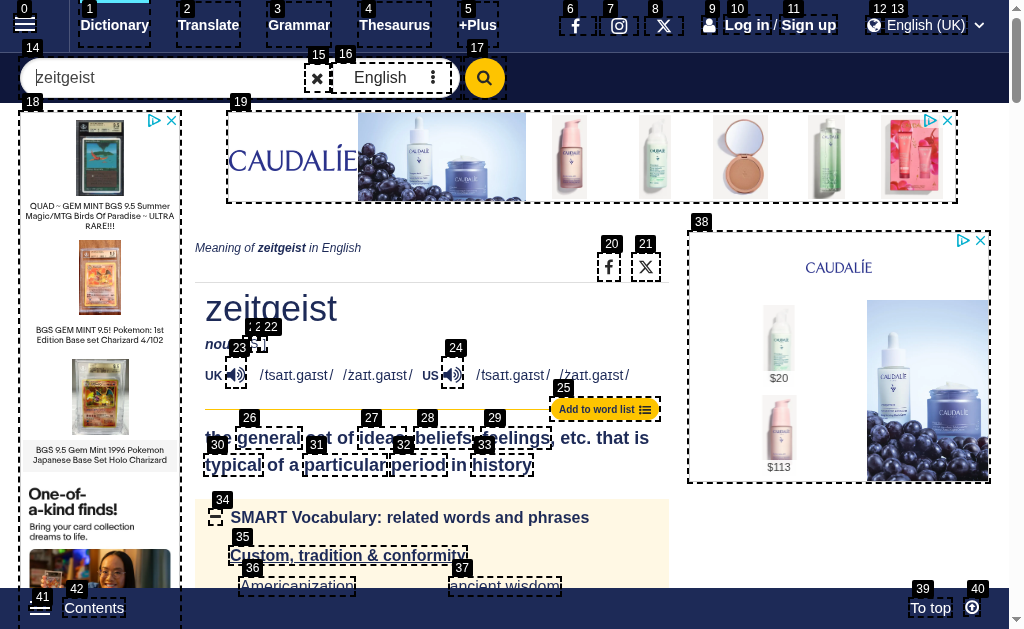 0 1 2 3 4 5 6 7 8 9 10 11 12 13
Dictionary Translate Grammar Thesaurus +Plus Log in / Sign up English (UK)
14 15 16 17
zeitgeist English
18 19
QUAD ~ GEM MINT BGS 9.5 Summer
Magic/MTG Birds Of Paradise ~ ULTRA
RARE!!!
BGS GEM MINT 9.5! Pokemon: 1st
Edition Base set Charizard 4/102
BGS 9.5 Gem Mint 1996 Pokemon
Japanese Base Set Holo Charizard
One-of-
a-kind finds!
Bring your card collection
dreams to life.
CAUDALÍE
20 21
Meaning of zeitgeist in English
zeitgeist
22
noun
23 24
UK /tsaɪt.ɡaɪst/ /zaɪt.ɡaɪst/ US /tsaɪt.ɡaɪst/ /zaɪt.ɡaɪst/
25
Add to word list
26 27 28 29
the general set of ideas, beliefs, feelings, etc. that is
30 31 32 33
typical of a particular period in history
34
SMART Vocabulary: related words and phrases
35
Custom, tradition & conformity
36 37
Americanization ancient wisdom
38
CAUDALÍE
$20
$113
39 40
41 42
Contents To top